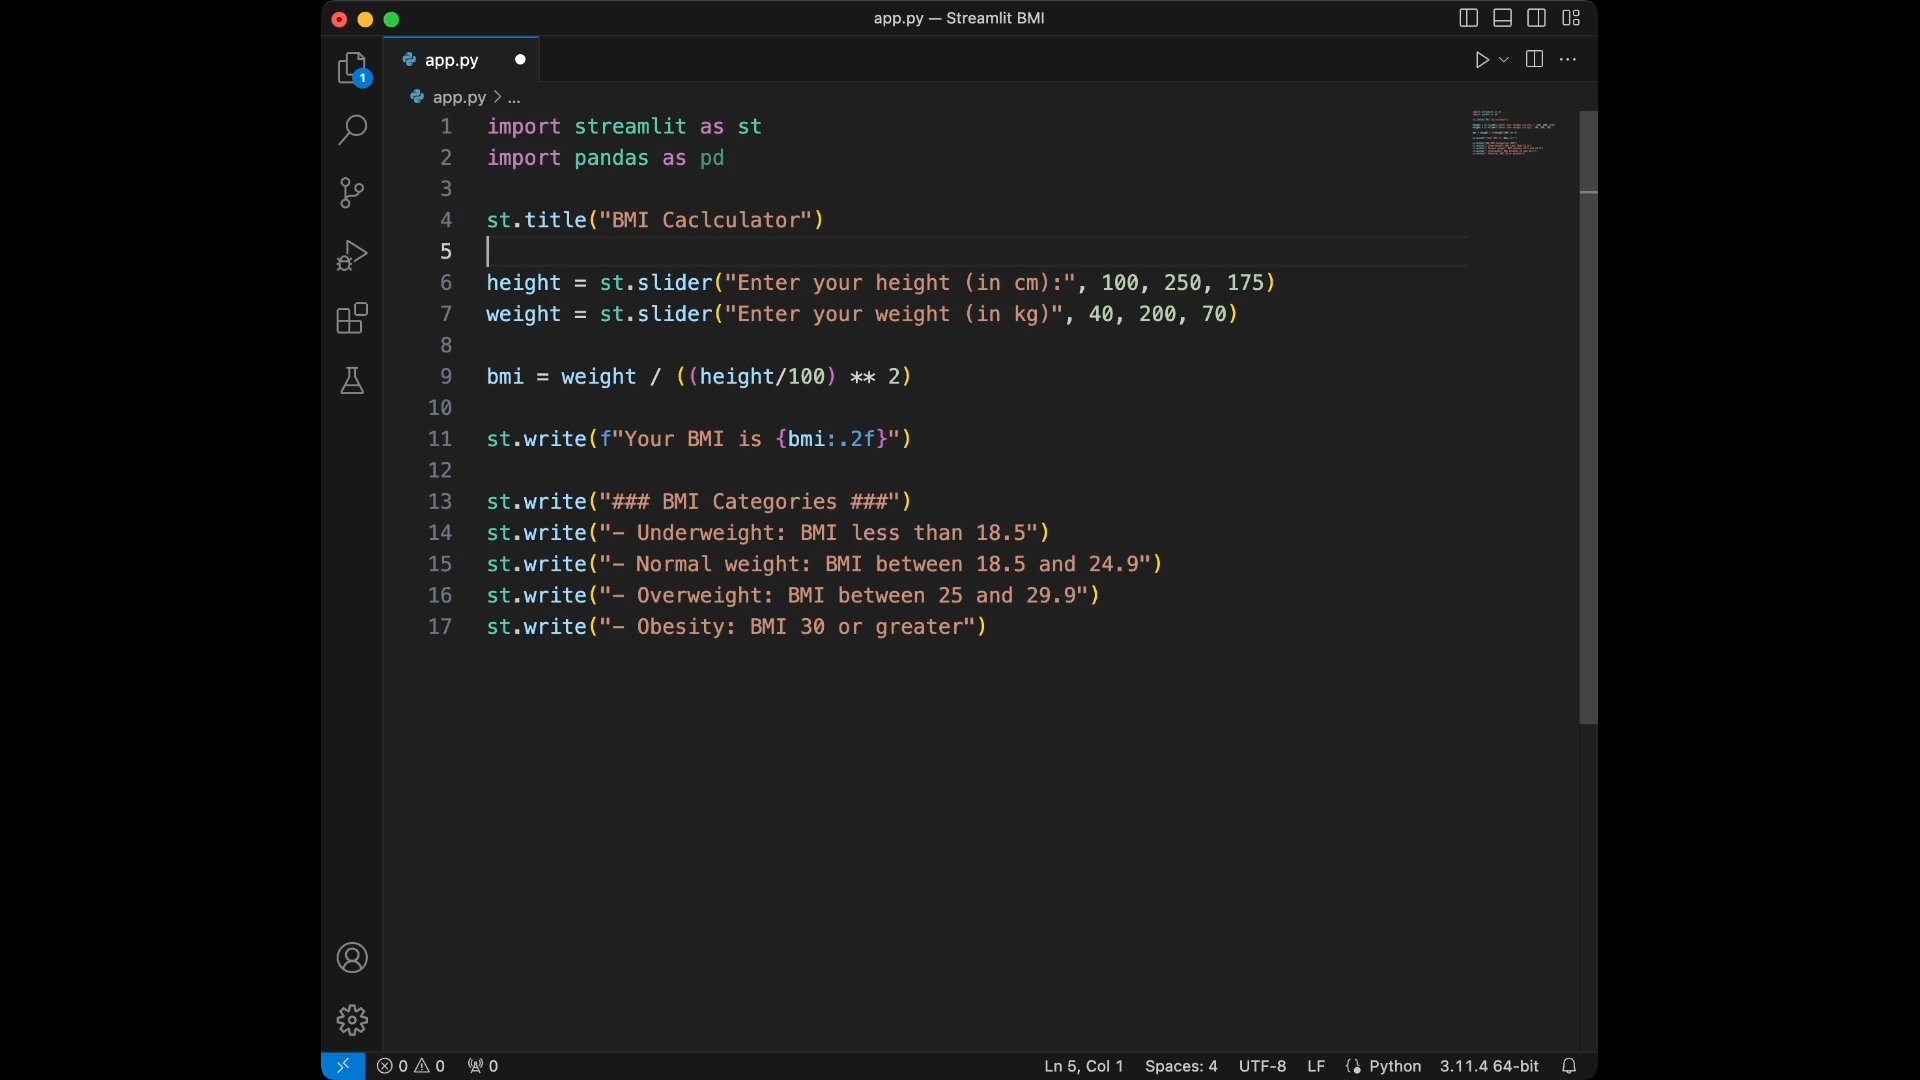 app.py — Streamlit BMI
app.py
1
app.py > ...
1 import streamlit as st
2 import pandas as pd
3
4 st.title("BMI Caclculator")
5
6 height = st.slider("Enter your height (in cm):", 100, 250, 175)
7 weight = st.slider("Enter your weight (in kg)", 40, 200, 70)
8
9 bmi = weight / ((height/100) ** 2)
10
11 st.write(f"Your BMI is {bmi:.2f}")
12
13 st.write("### BMI Categories ###")
14 st.write("- Underweight: BMI less than 18.5")
15 st.write("- Normal weight: BMI between 18.5 and 24.9")
16 st.write("- Overweight: BMI between 25 and 29.9")
17 st.write("- Obesity: BMI 30 or greater")
0 0 0 Ln 5, Col 1 Spaces: 4 UTF-8 LF Python 3.11.4 64-bit